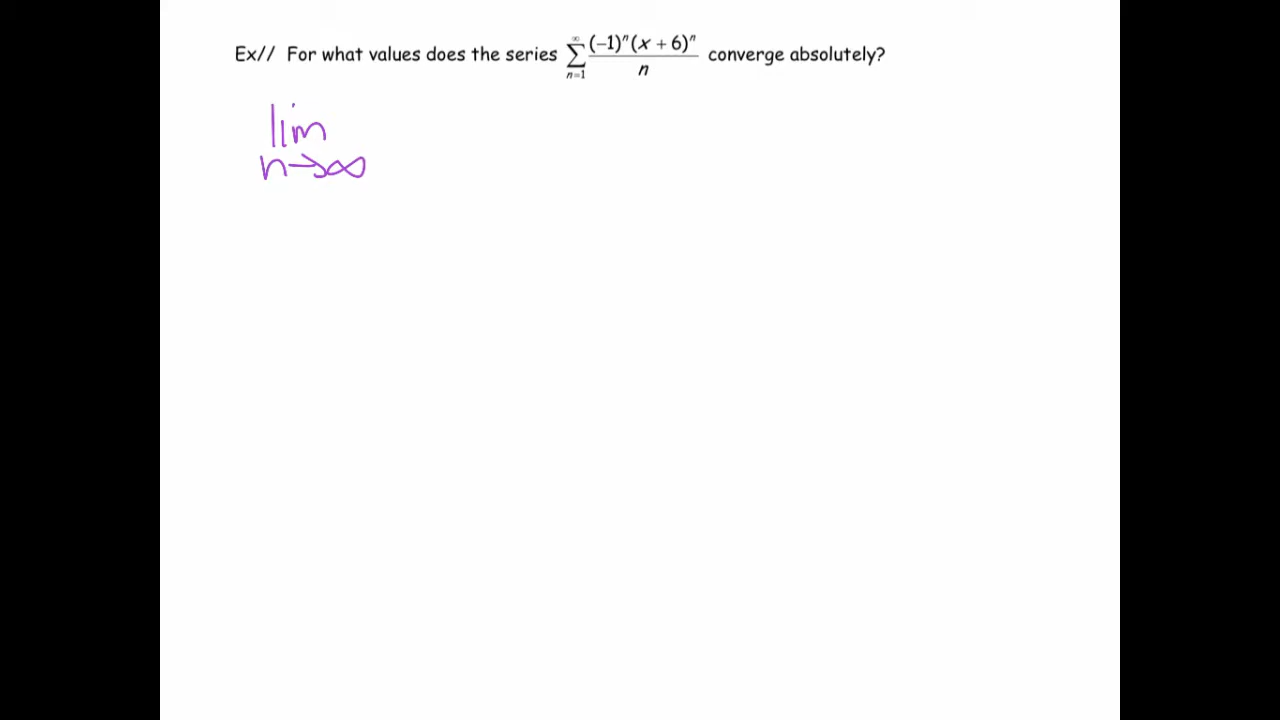 Ex// For what values does the series ∑_{n=1}^{∞} (−1)ⁿ(x + 6)ⁿ / n converge absolutely?
lim
n→∞